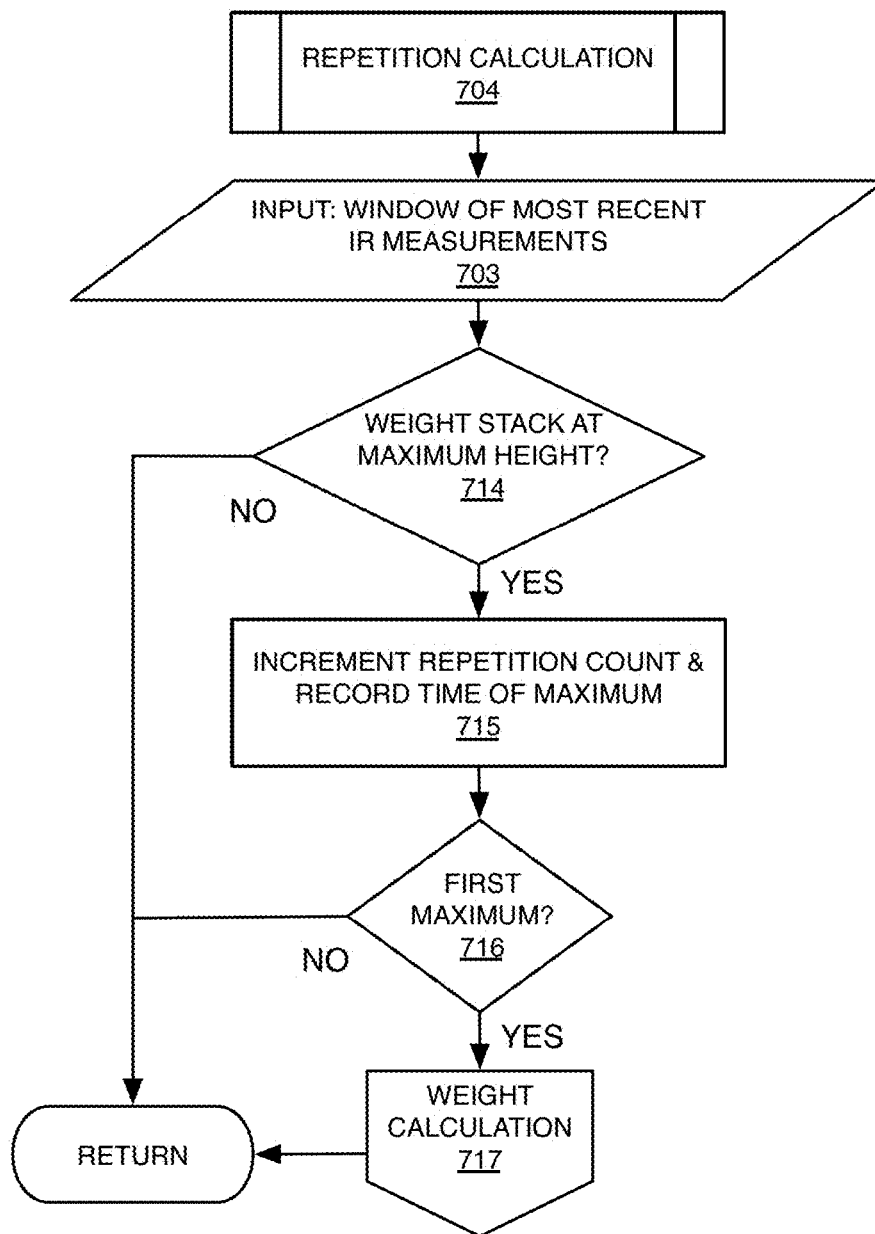 REPETITION CALCULATION
704
INPUT: WINDOW OF MOST RECENT
IR MEASUREMENTS
703
WEIGHT STACK AT
MAXIMUM HEIGHT?
714
NO
YES
INCREMENT REPETITION COUNT &
RECORD TIME OF MAXIMUM
715
FIRST
MAXIMUM?
716
NO
YES
WEIGHT
CALCULATION
717
RETURN